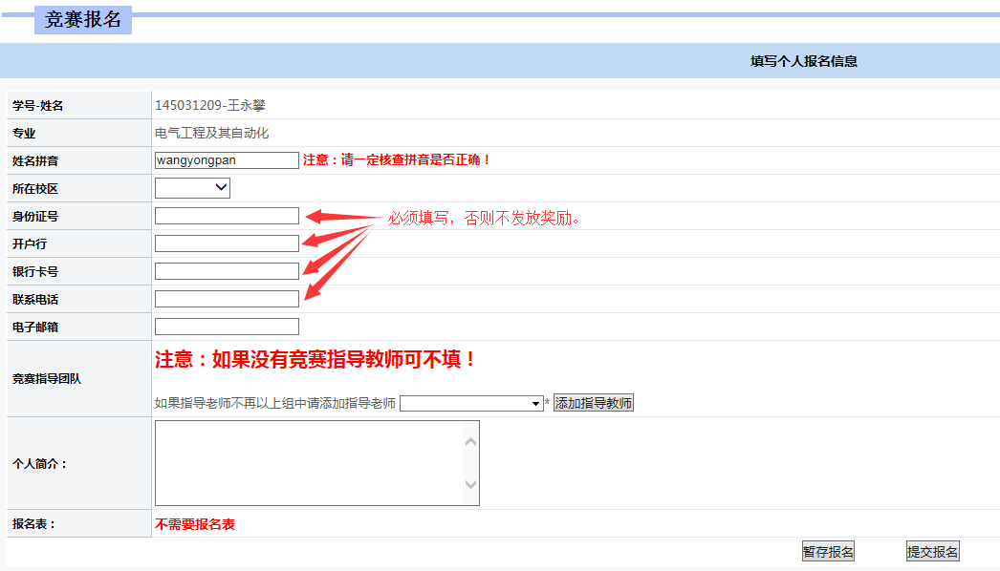 竞赛报名
填写个人报名信息
学号-姓名 145031209-王永攀
专业 电气工程及其自动化
姓名拼音 wangyongpan 注意：请一定核查拼音是否正确！
所在校区
身份证号 必须填写，否则不发放奖励。
开户行
银行卡号
联系电话
电子邮箱
注意：如果没有竞赛指导教师可不填！
竞赛指导团队
如果指导老师不再以上组中请添加指导老师 * 添加指导教师
个人简介：
报名表： 不需要报名表
暂存报名 提交报名